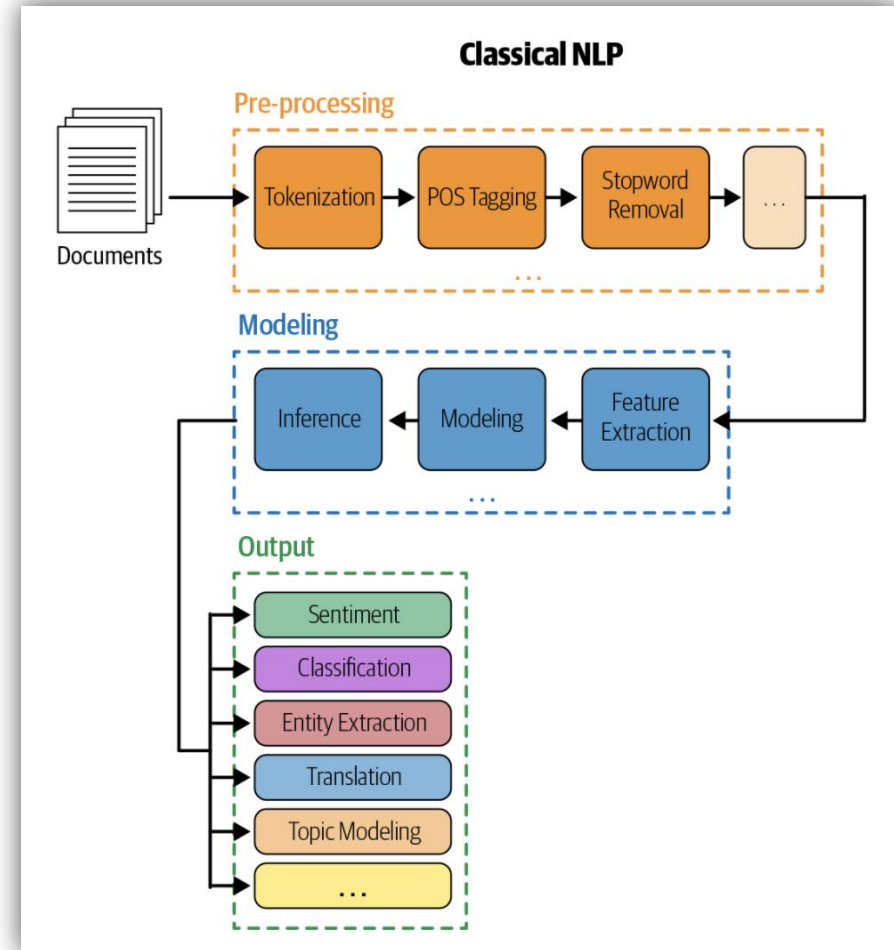 Classical NLP
Pre-processing
Documents
Tokenization
POS Tagging
Stopword
Removal
...
...
Modeling
Feature
Extraction
Modeling
Inference
...
Output
Sentiment
Classification
Entity Extraction
Translation
Topic Modeling
...